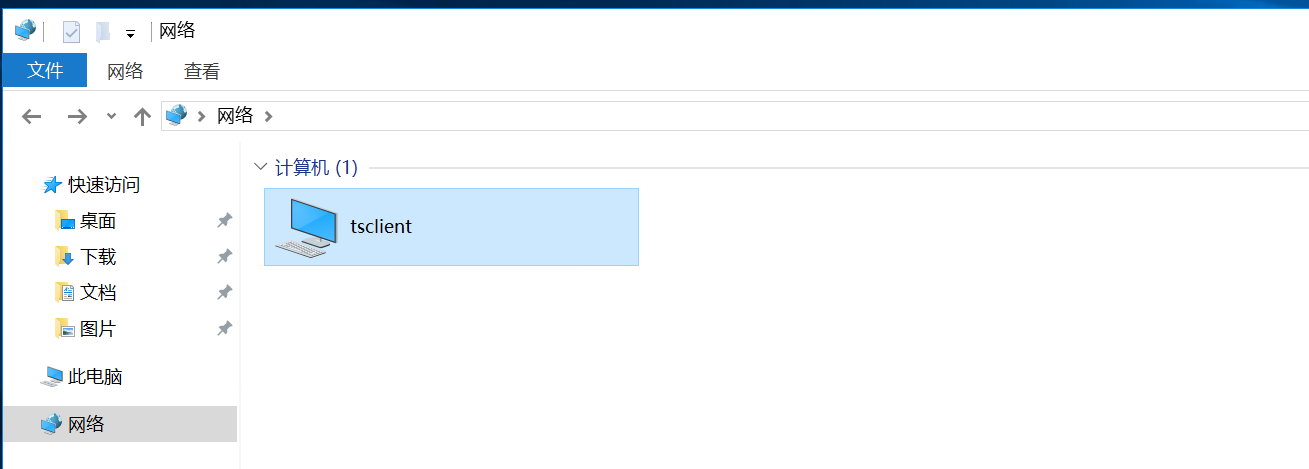 网络
文件 网络 查看
网络
快速访问
桌面
下载
文档
图片
此电脑
网络
计算机 (1)
tsclient